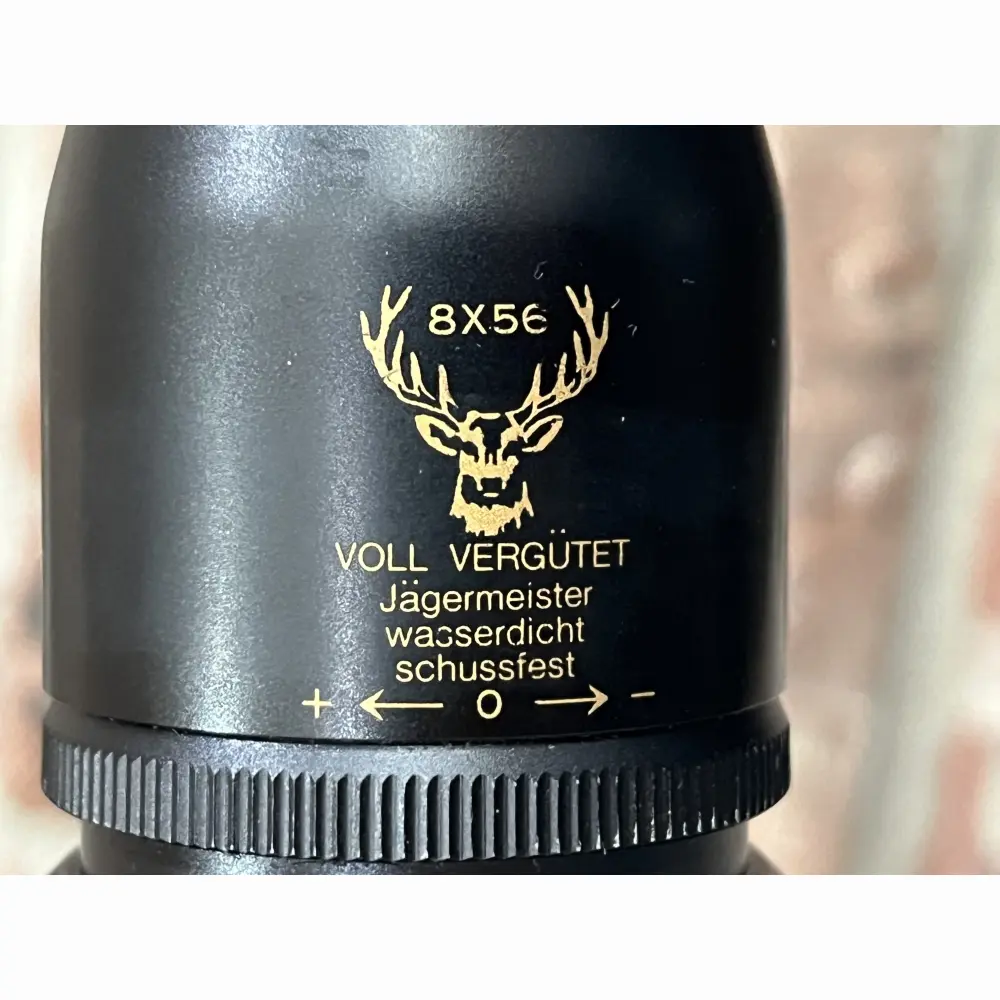 8X56
VOLL VERGÜTET
Jägermeister
wasserdicht
schussfest
+ ← 0 → −